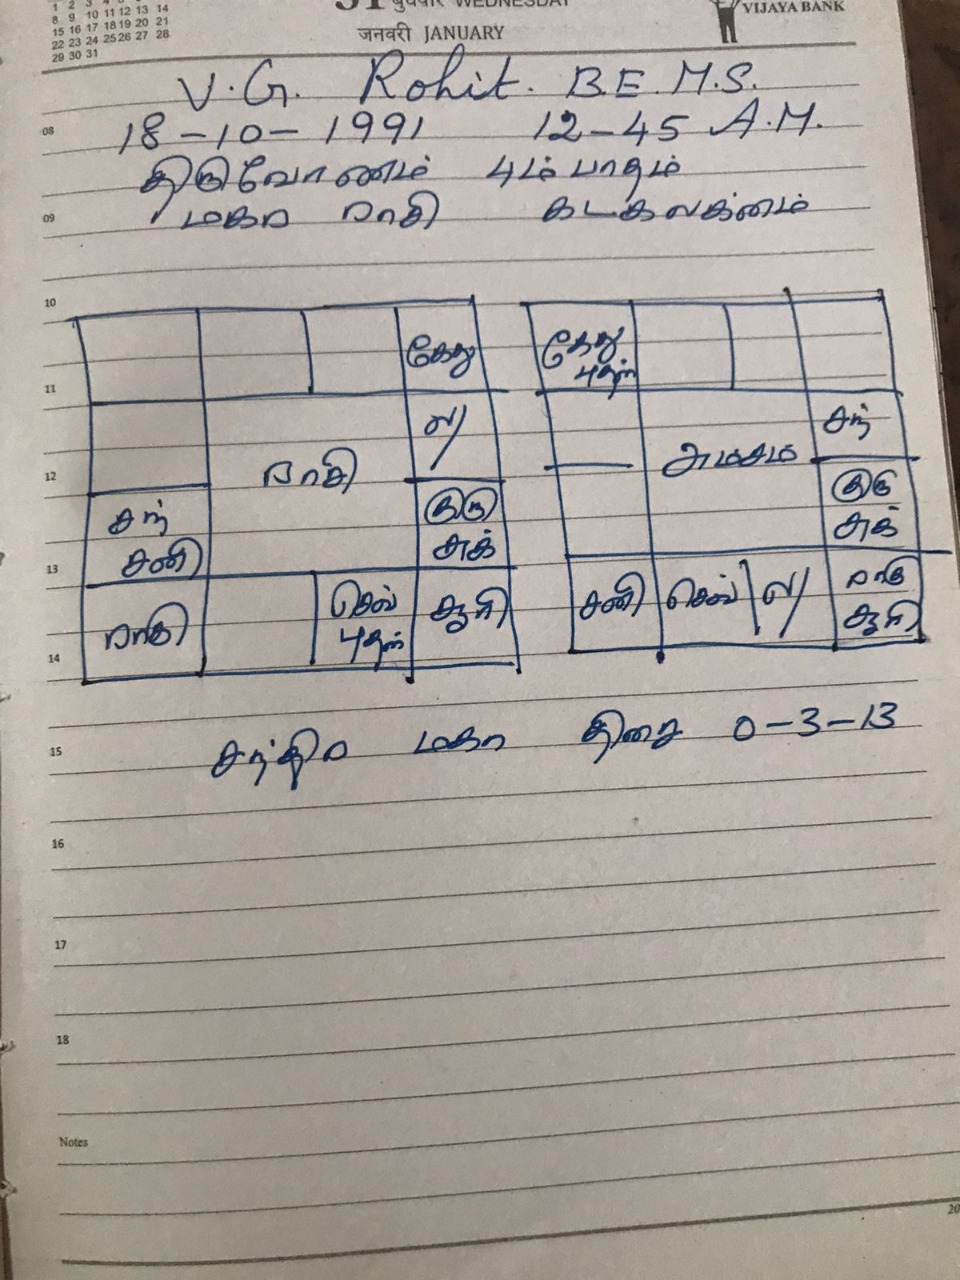 1 2 3 4 5 6 7
8 9 10 11 12 13 14
15 16 17 18 19 20 21
22 23 24 25 26 27 28
29 30 31
31 बुधवार WEDNESDAY
जनवरी JANUARY
VIJAYA BANK
V. G. Rohit. B.E. M.S.
08
18-10-1991 12-45 A.M.
திருவோணம் 4ம் பாதம்
09
மகர ராசி கடகலக்னம்
10
கேது
கேது
புதன்
11
ல/
சந்
12
ராசி
அம்சம்
சந்
சனி
குரு
சுக்
குரு
சுக்
13
ராகு
செவ்
புதன்
சூரி
சனி
செவ்
ல/
ராகு
சூரி
14
சந்திர மகா திசை 0-3-13
15
16
17
18
Notes
20